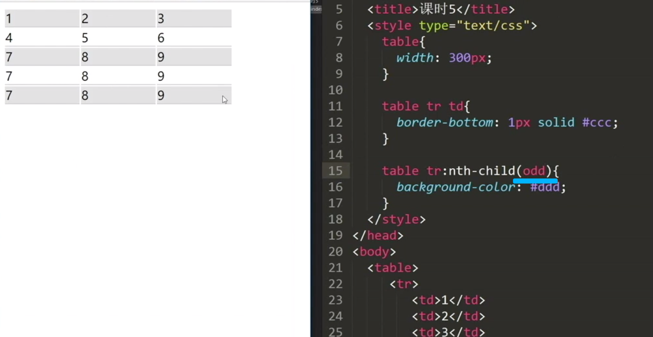 1 2 3
4 5 6
7 8 9
7 8 9
7 8 9
5 <title>课时5</title>
6 <style type="text/css">
7 table{
8 width: 300px;
9 }
10
11 table tr td{
12 border-bottom: 1px solid #ccc;
13 }
14
15 table tr:nth-child(odd){
16 background-color: #ddd;
17 }
18 </style>
19 </head>
20 <body>
21 <table>
22 <tr>
23 <td>1</td>
24 <td>2</td>
25 <td>3</td>